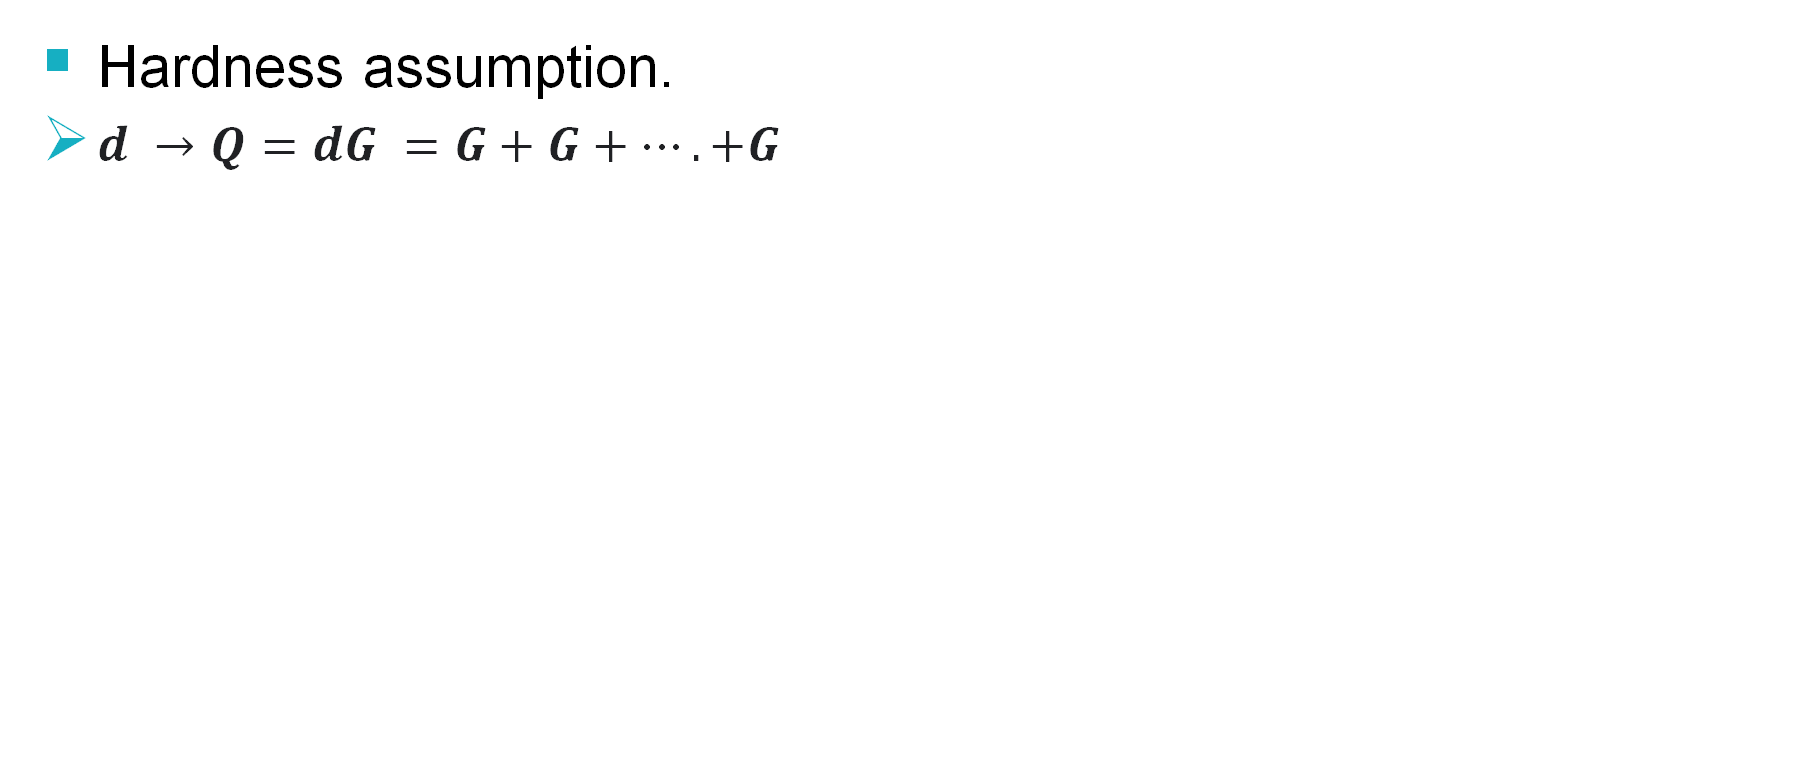 Hardness assumption.
d → Q = dG = G + G + ⋯ . +G